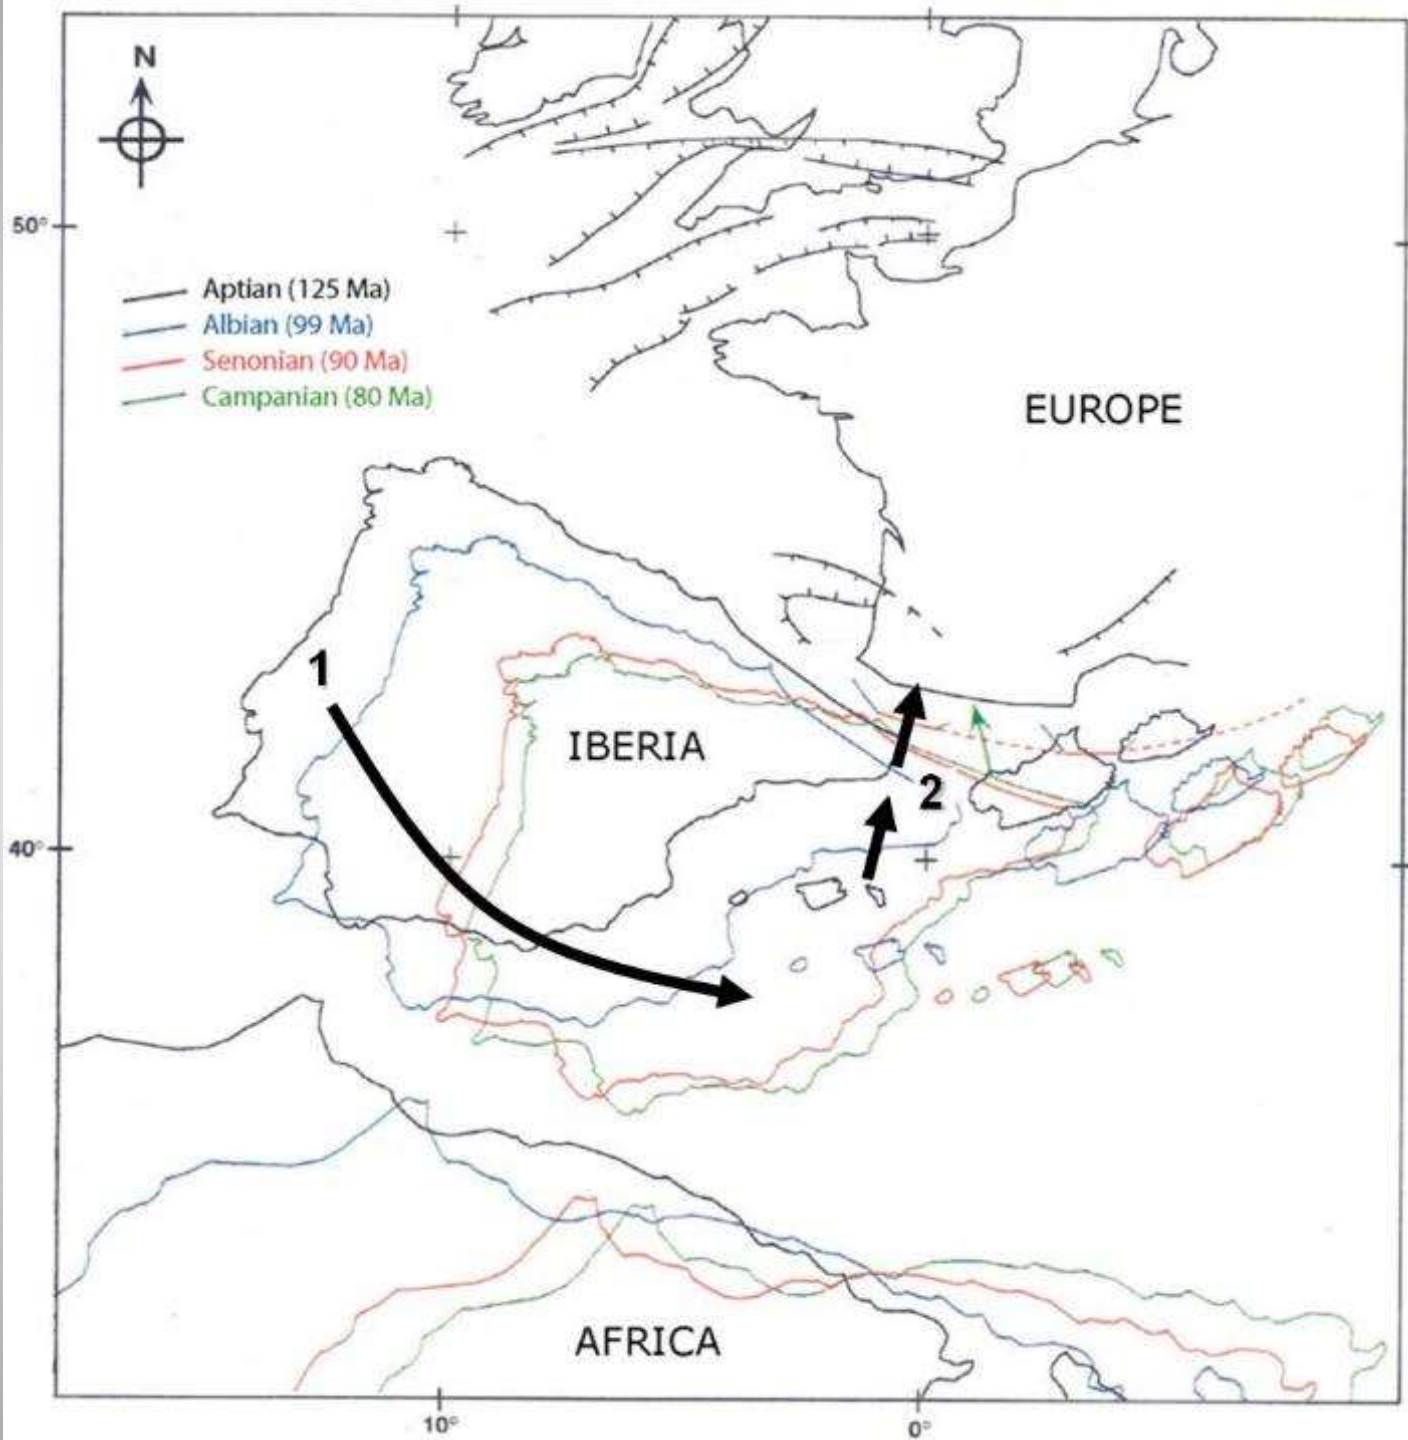 N
50°
Aptian (125 Ma)
Albian (99 Ma)
Senonian (90 Ma)
Campanian (80 Ma)
EUROPE
1
IBERIA
2
40°
AFRICA
10°
0°